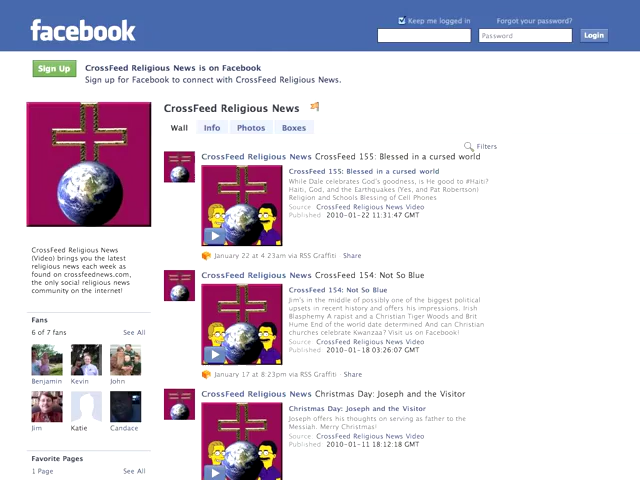 facebook
Keep me logged in
Forgot your password?
Password
Login
Sign Up
CrossFeed Religious News is on Facebook
Sign up for Facebook to connect with CrossFeed Religious News.
CrossFeed Religious News
Wall
Info
Photos
Boxes
Filters
CrossFeed Religious News CrossFeed 155: Blessed in a cursed world
CrossFeed 155: Blessed in a cursed world
While Dale celebrates God's goodness, is He good to #Haiti?
Haiti, God, and the Earthquakes (Yes, and Pat Robertson)
Religion and Schools Blessing of Cell Phones
Source: CrossFeed Religious News Video
Published: 2010-01-22 11:31:47 GMT
January 22 at 4:23am via RSS Graffiti · Share
CrossFeed Religious News (Video) brings you the latest religious news each week as found on crossfeednews.com, the only social religious news community on the internet!
CrossFeed Religious News CrossFeed 154: Not So Blue
CrossFeed 154: Not So Blue
Jim's in the middle of possibly one of the biggest political
upsets in recent history and offers his impressions. Irish
Blasphemy A rapist and a Christian Tiger Woods and Brit
Hume End of the world date determined And can Christian
churches celebrate Kwanzaa? Visit us on Facebook!
Source: CrossFeed Religious News Video
Published: 2010-01-18 03:26:07 GMT
January 17 at 8:23pm via RSS Graffiti · Share
Fans
6 of 7 fans
See All
Benjamin
Kevin
John
Jim
Katie
Candace
CrossFeed Religious News Christmas Day: Joseph and the Visitor
Christmas Day: Joseph and the Visitor
Joseph offers his thoughts on serving as father to the
Messiah. Merry Christmas!
Source: CrossFeed Religious News Video
Published: 2010-01-11 18:12:18 GMT
Favorite Pages
1 Page
See All